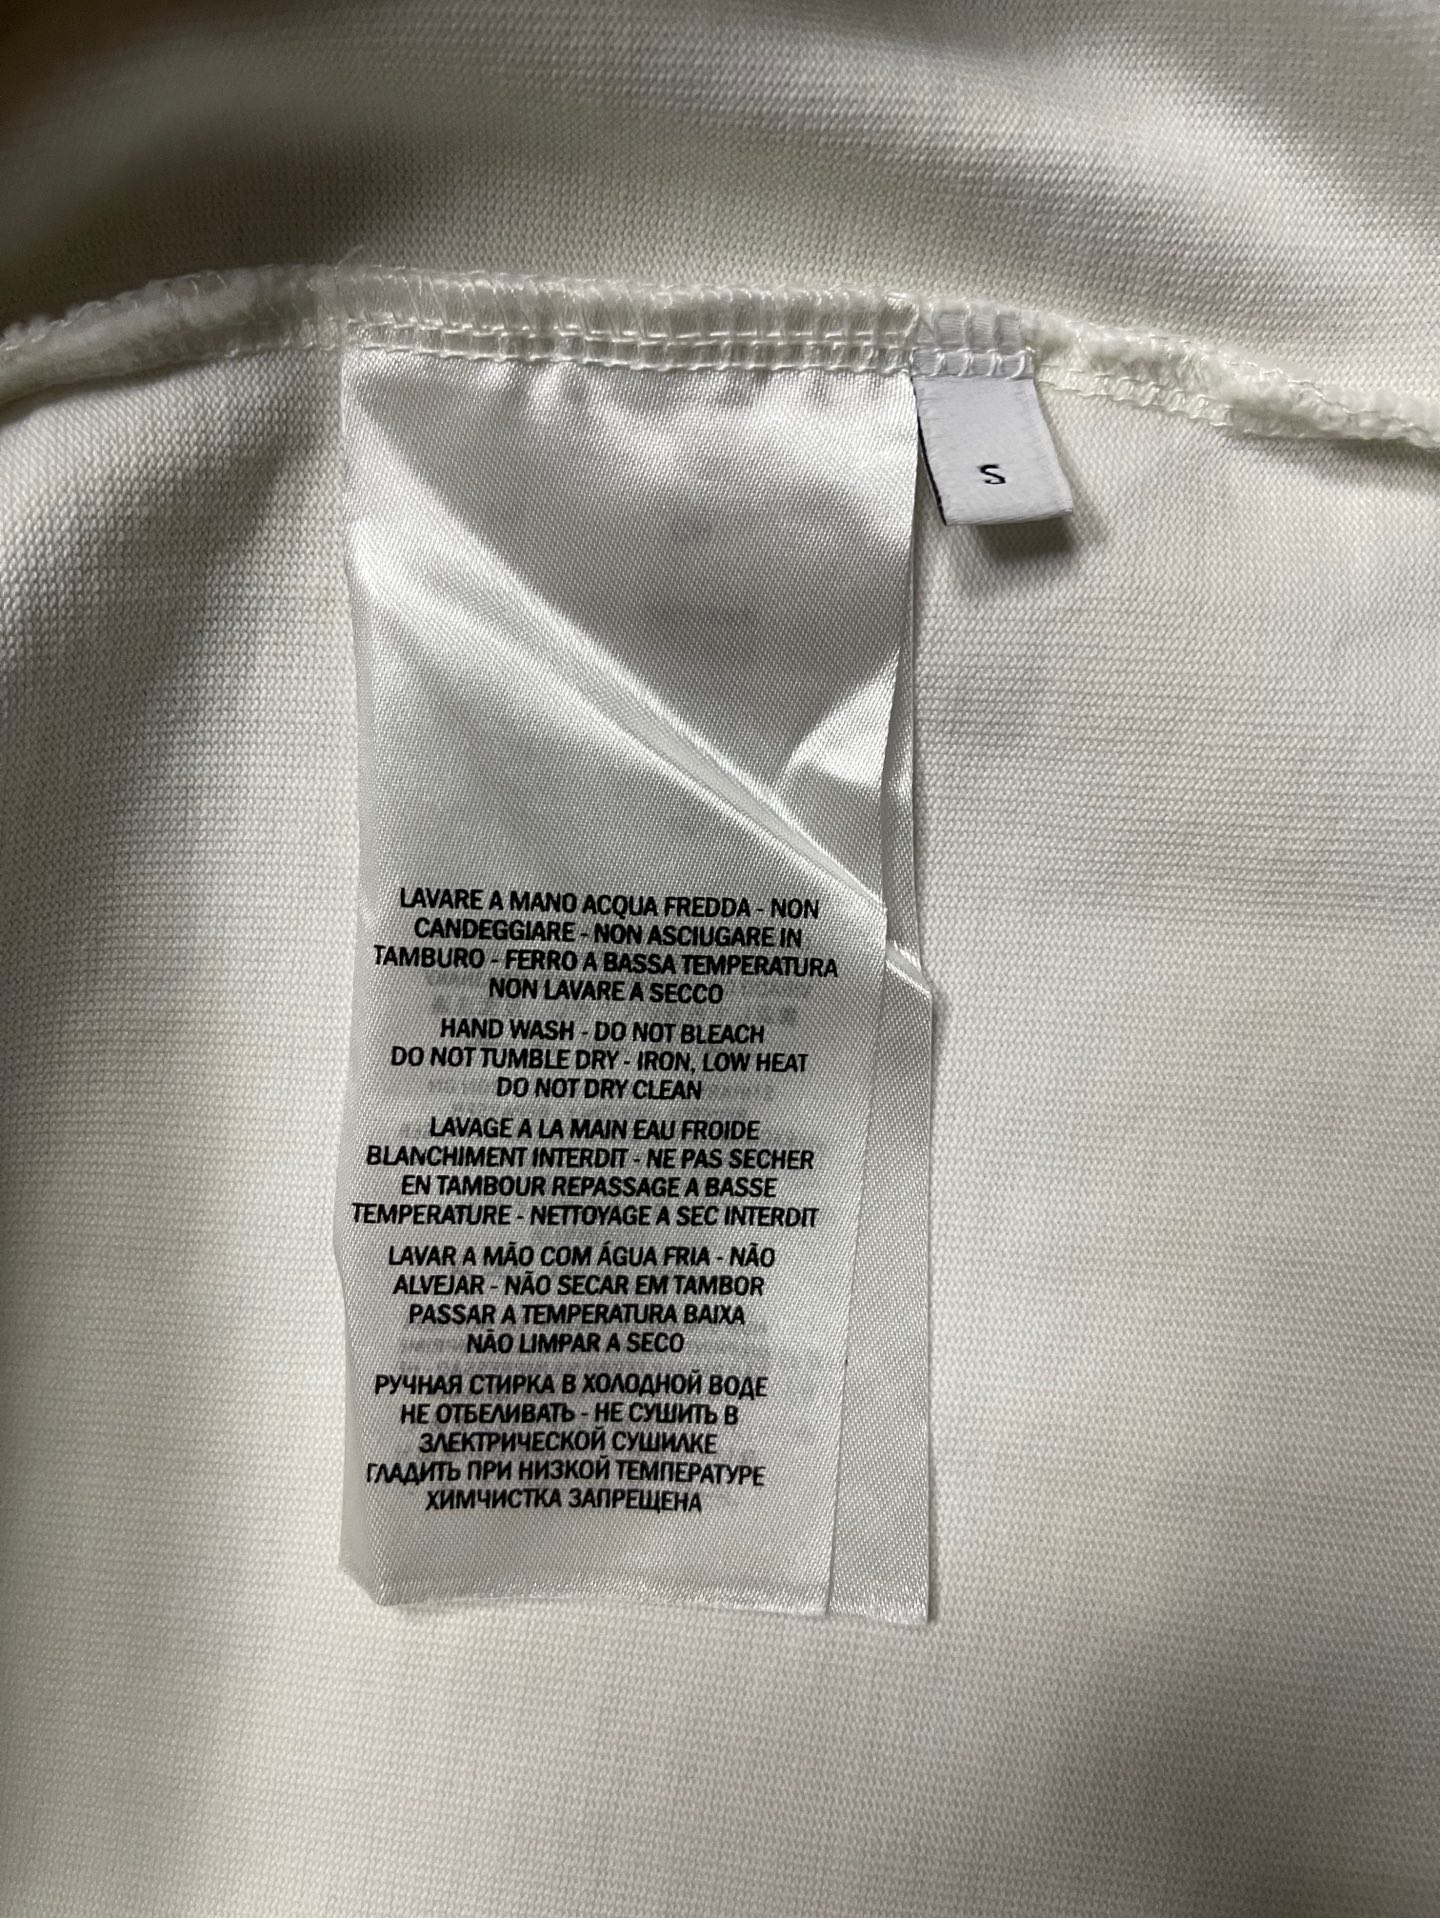 S
LAVARE A MANO ACQUA FREDDA - NON
CANDEGGIARE - NON ASCIUGARE IN
TAMBURO - FERRO A BASSA TEMPERATURA
NON LAVARE A SECCO
HAND WASH - DO NOT BLEACH
DO NOT TUMBLE DRY - IRON, LOW HEAT
DO NOT DRY CLEAN
LAVAGE A LA MAIN EAU FROIDE
BLANCHIMENT INTERDIT - NE PAS SECHER
EN TAMBOUR REPASSAGE A BASSE
TEMPERATURE - NETTOYAGE A SEC INTERDIT
LAVAR A MÃO COM ÁGUA FRIA - NÃO
ALVEJAR - NÃO SECAR EM TAMBOR
PASSAR A TEMPERATURA BAIXA
NÃO LIMPAR A SECO
РУЧНАЯ СТИРКА В ХОЛОДНОЙ ВОДЕ
НЕ ОТБЕЛИВАТЬ - НЕ СУШИТЬ В
ЗЛЕКТРИЧЕСКОЙ СУШИЛКЕ
ГЛАДИТЬ ПРИ НИЗКОЙ ТЕМПЕРАТУРЕ
ХИМЧИСТКА ЗАПРЕЩЕНА